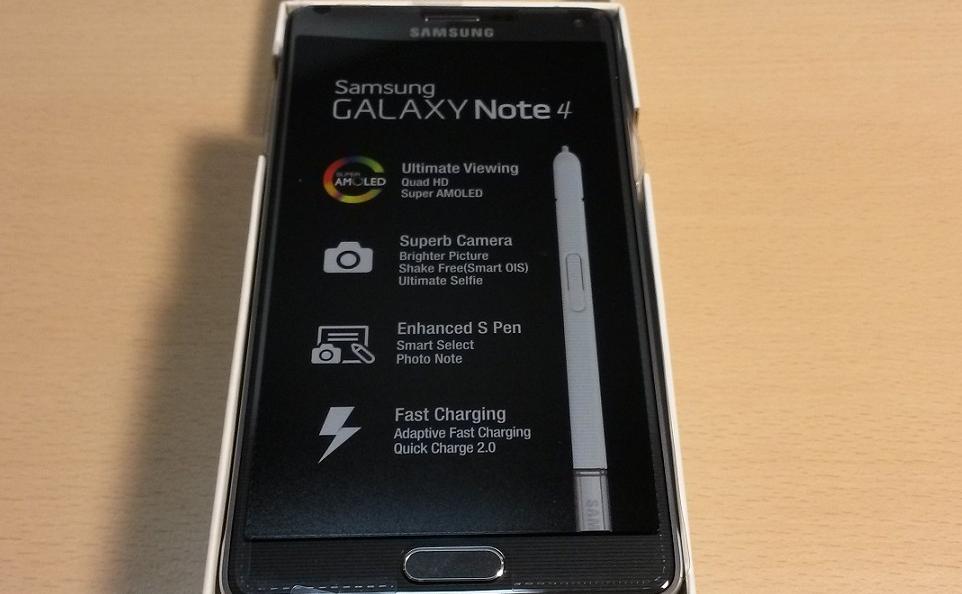 SAMSUNG
Samsung
GALAXY Note 4
SUPER
AMOLED
Ultimate Viewing
Quad HD
Super AMOLED
Superb Camera
Brighter Picture
Shake Free(Smart OIS)
Ultimate Selfie
Enhanced S Pen
Smart Select
Photo Note
Fast Charging
Adaptive Fast Charging
Quick Charge 2.0
SAM